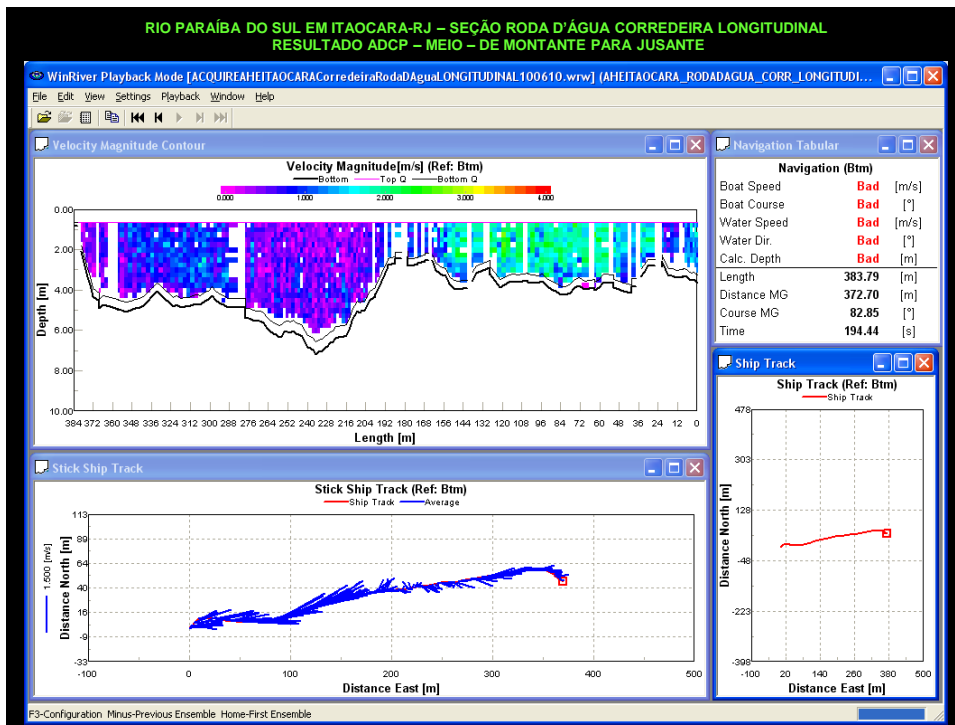 RIO PARAÍBA DO SUL EM ITAOCARA-RJ – SEÇÃO RODA D'ÁGUA CORREDEIRA LONGITUDINAL
RESULTADO ADCP – MEIO – DE MONTANTE PARA JUSANTE
WinRiver Playback Mode [ACQUIREAHEITAOCARACorredeiraRodaDAguaLONGITUDINAL100610.wrw] (AHEITAOCARA_RODADAGUA_CORR_LONGITUDI...
File Edit View Settings Playback Window Help
Velocity Magnitude Contour
Velocity Magnitude[m/s] (Ref: Btm)
Bottom Top Q Bottom Q
0.000 1.000 2.000 3.000 4.000
0.00
2.00
4.00
6.00
8.00
10.00
Depth [m]
384 372 360 348 336 324 312 300 288 276 264 252 240 228 216 204 192 180 168 156 144 132 120 108 96 84 72 60 48 36 24 12 0
Length [m]
Navigation Tabular
Navigation (Btm)
Boat Speed Bad [m/s]
Boat Course Bad [°]
Water Speed Bad [m/s]
Water Dir. Bad [°]
Calc. Depth Bad [m]
Length 383.79 [m]
Distance MG 372.70 [m]
Course MG 82.85 [°]
Time 194.44 [s]
Stick Ship Track
Stick Ship Track (Ref: Btm)
Ship Track Average
1.500 [m/s]
Distance North [m]
113
89
64
40
16
-9
-33
-100 0 100 200 300 400 500
Distance East [m]
Ship Track
Ship Track (Ref: Btm)
Ship Track
Distance North [m]
478
303
128
-48
-223
-398
-100 20 140 260 380 500
Distance East [m]
F3-Configuration Minus-Previous Ensemble Home-First Ensemble